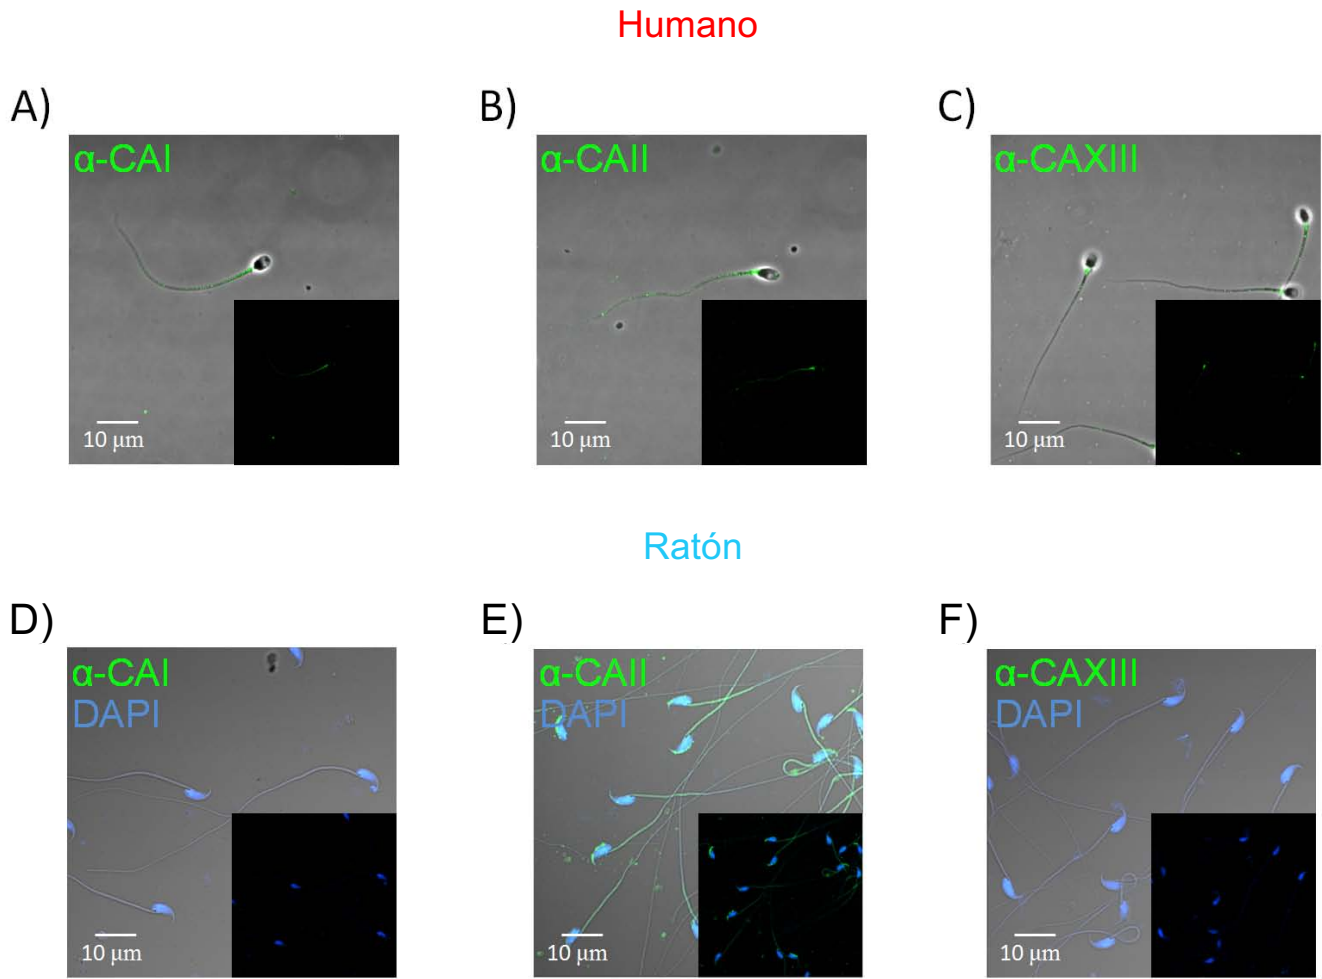 Humano
A)
B)
C)
α-CAI
α-CAII
α-CAXIII
10 µm
10 µm
10 µm
Ratón
D)
E)
F)
α-CAI
DAPI
α-CAII
DAPI
α-CAXIII
DAPI
10 µm
10 µm
10 µm